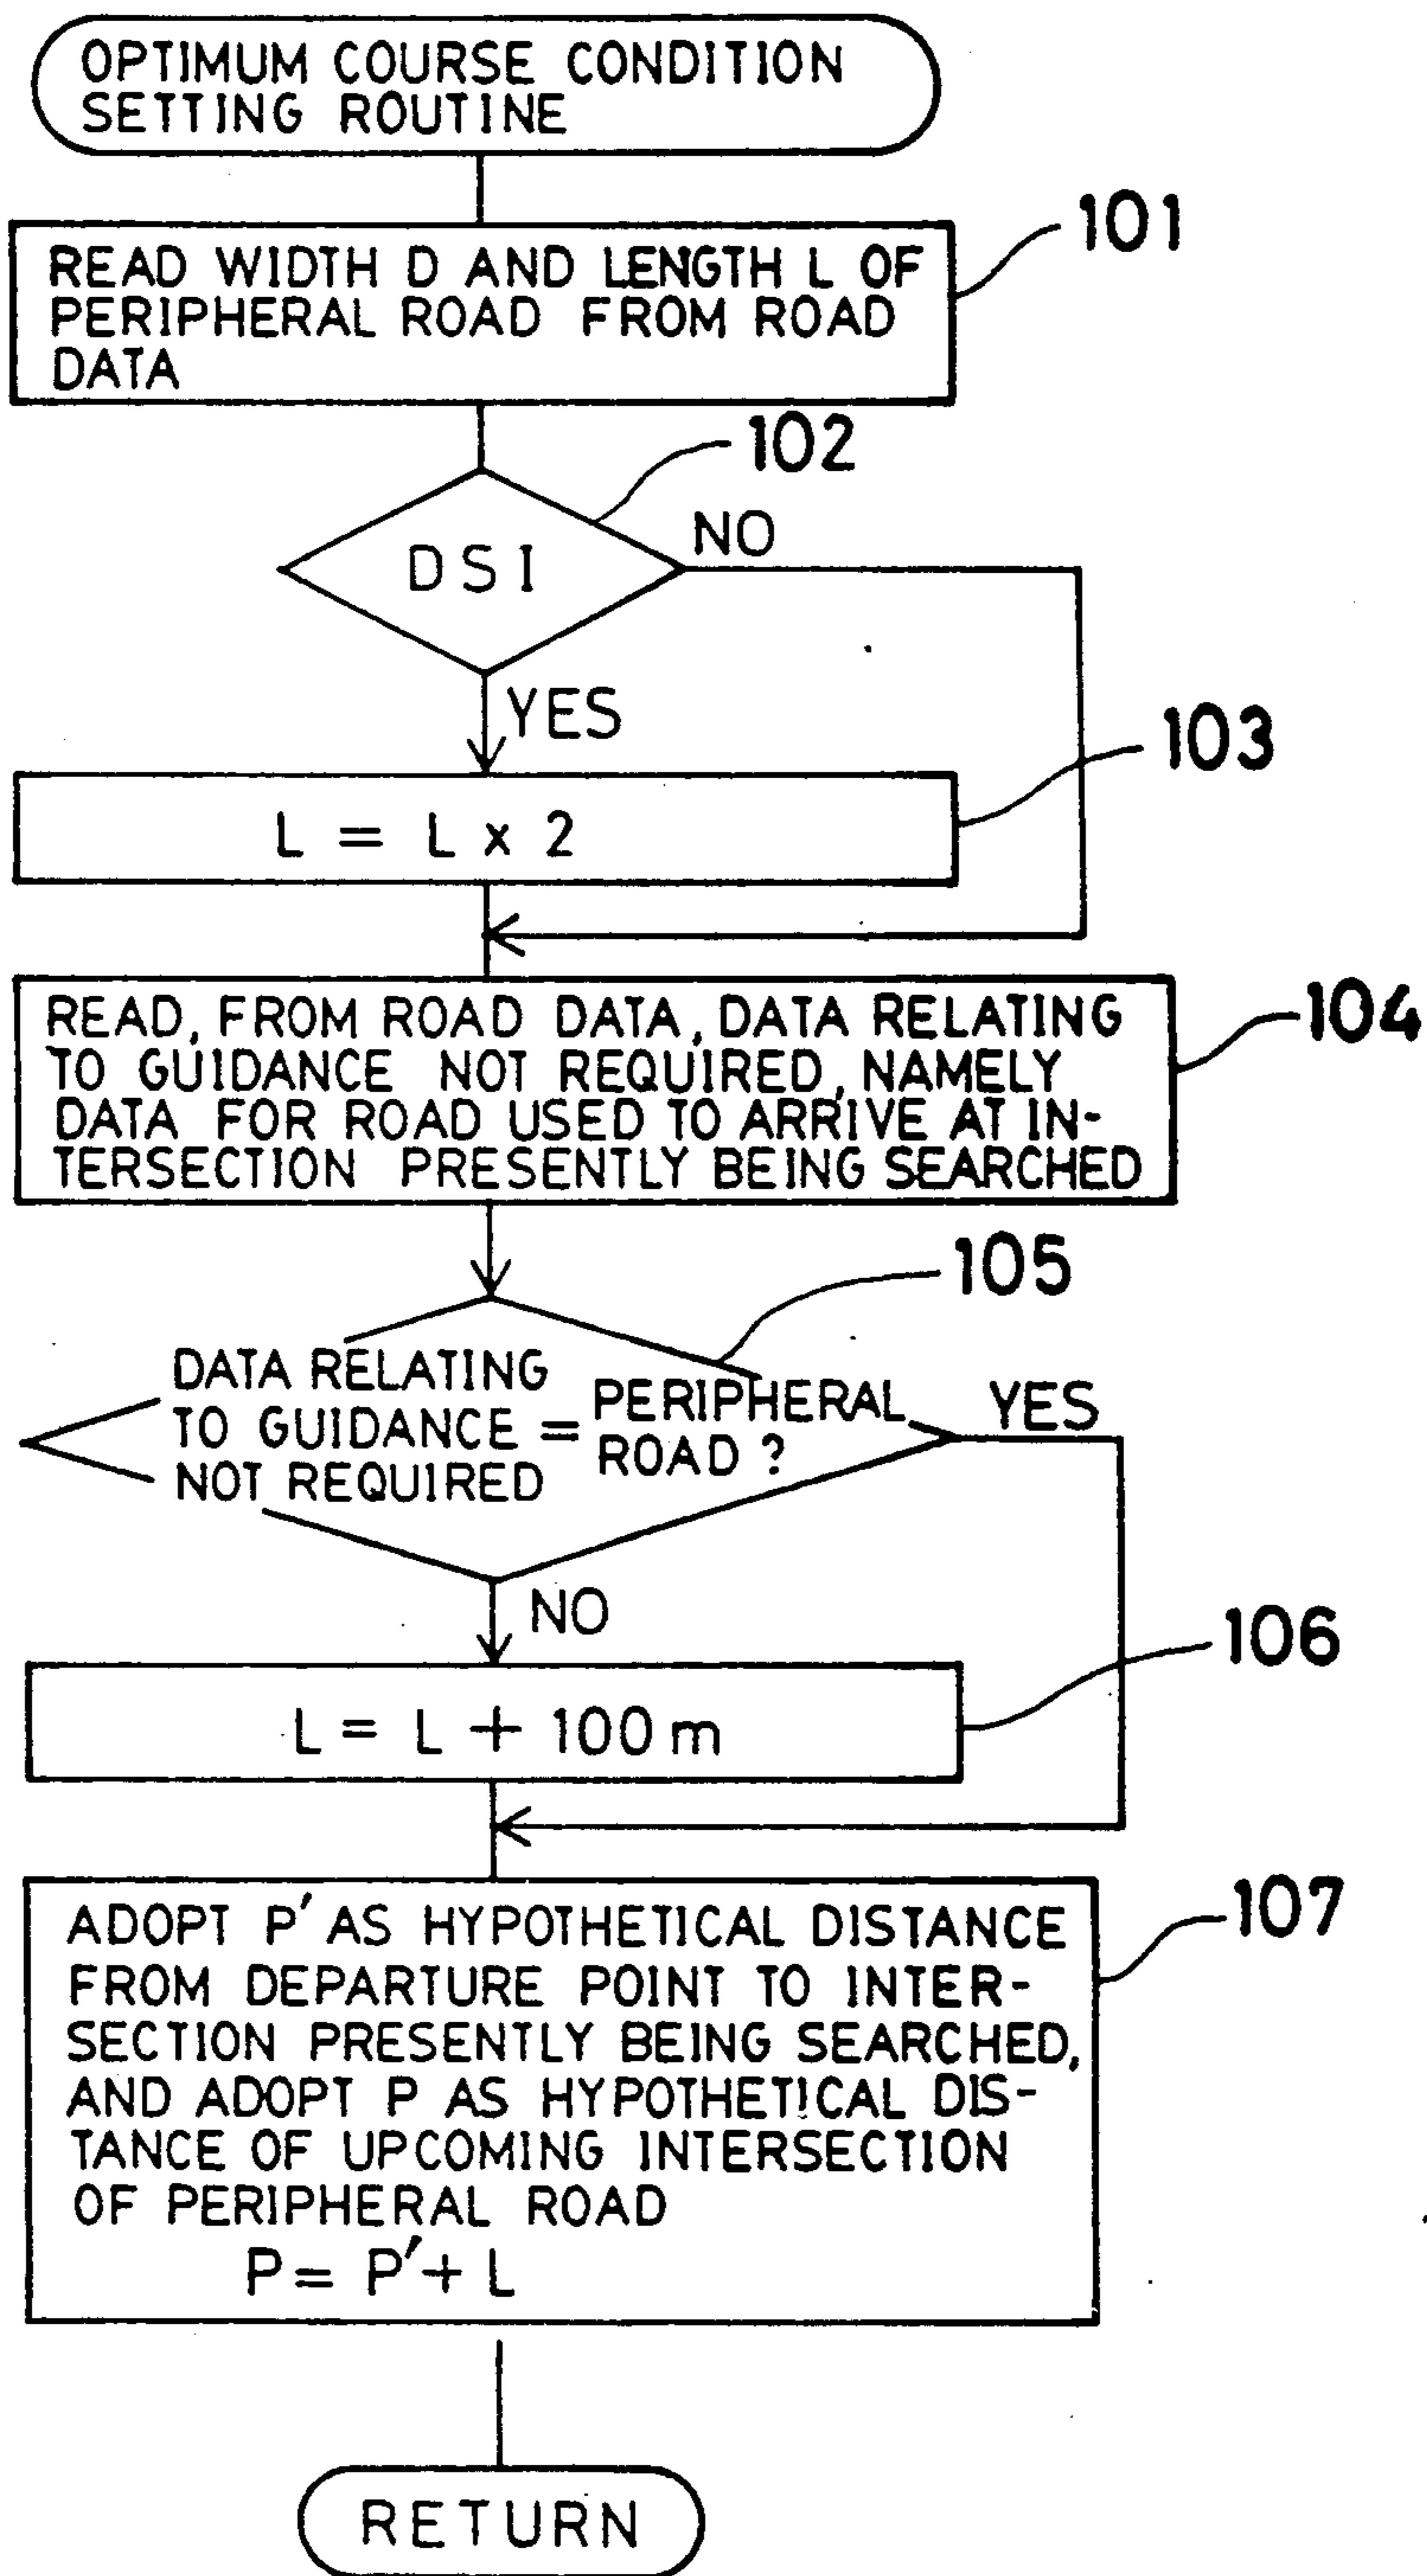 OPTIMUM COURSE CONDITION
SETTING ROUTINE
101
READ WIDTH D AND LENGTH L OF
PERIPHERAL ROAD FROM ROAD
DATA
102
DSI
NO
YES
103
L = L x 2
104
READ, FROM ROAD DATA, DATA RELATING
TO GUIDANCE NOT REQUIRED, NAMELY
DATA FOR ROAD USED TO ARRIVE AT IN-
TERSECTION PRESENTLY BEING SEARCHED
105
DATA RELATING
TO GUIDANCE
NOT REQUIRED
=
PERIPHERAL
ROAD ?
YES
NO
106
L = L + 100 m
107
ADOPT P' AS HYPOTHETICAL DISTANCE
FROM DEPARTURE POINT TO INTER-
SECTION PRESENTLY BEING SEARCHED,
AND ADOPT P AS HYPOTHETICAL DIS-
TANCE OF UPCOMING INTERSECTION
OF PERIPHERAL ROAD
P = P' + L
RETURN